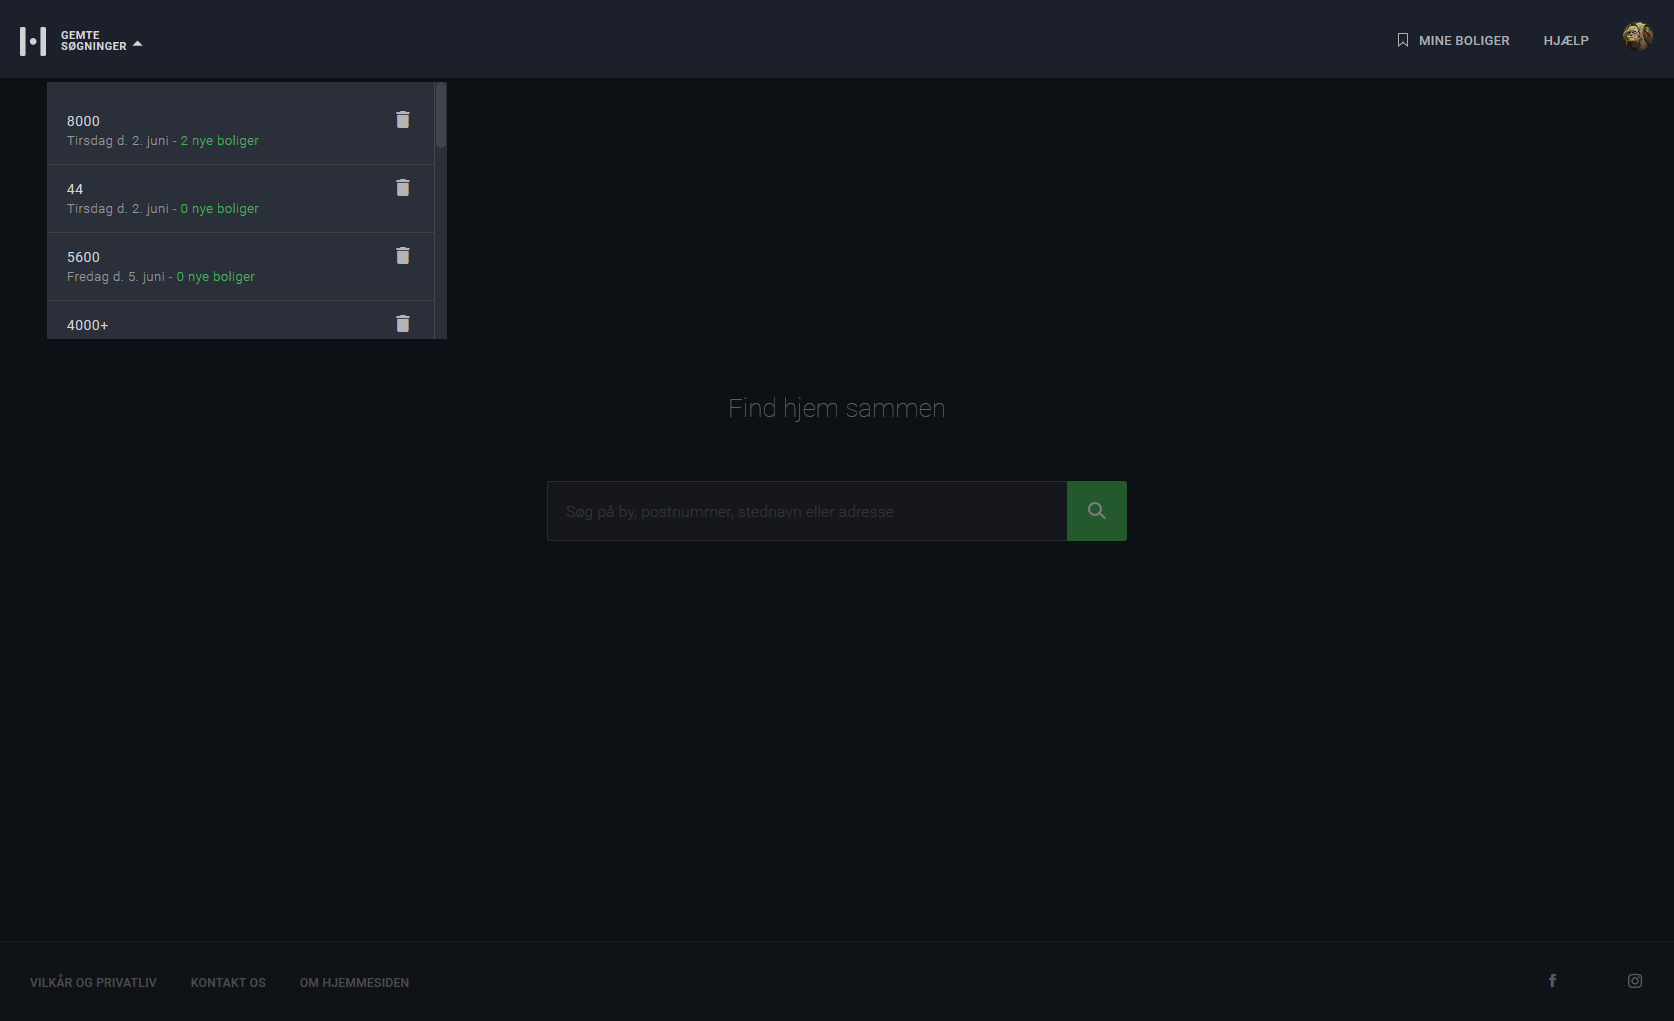 GEMTE
SØGNINGER
MINE BOLIGER
HJÆLP
8000
Tirsdag d. 2. juni - 2 nye boliger
44
Tirsdag d. 2. juni - 0 nye boliger
5600
Fredag d. 5. juni - 0 nye boliger
4000+
Find hjem sammen
Søg på by, postnummer, stednavn eller adresse
VILKÅR OG PRIVATLIV
KONTAKT OS
OM HJEMMESIDEN